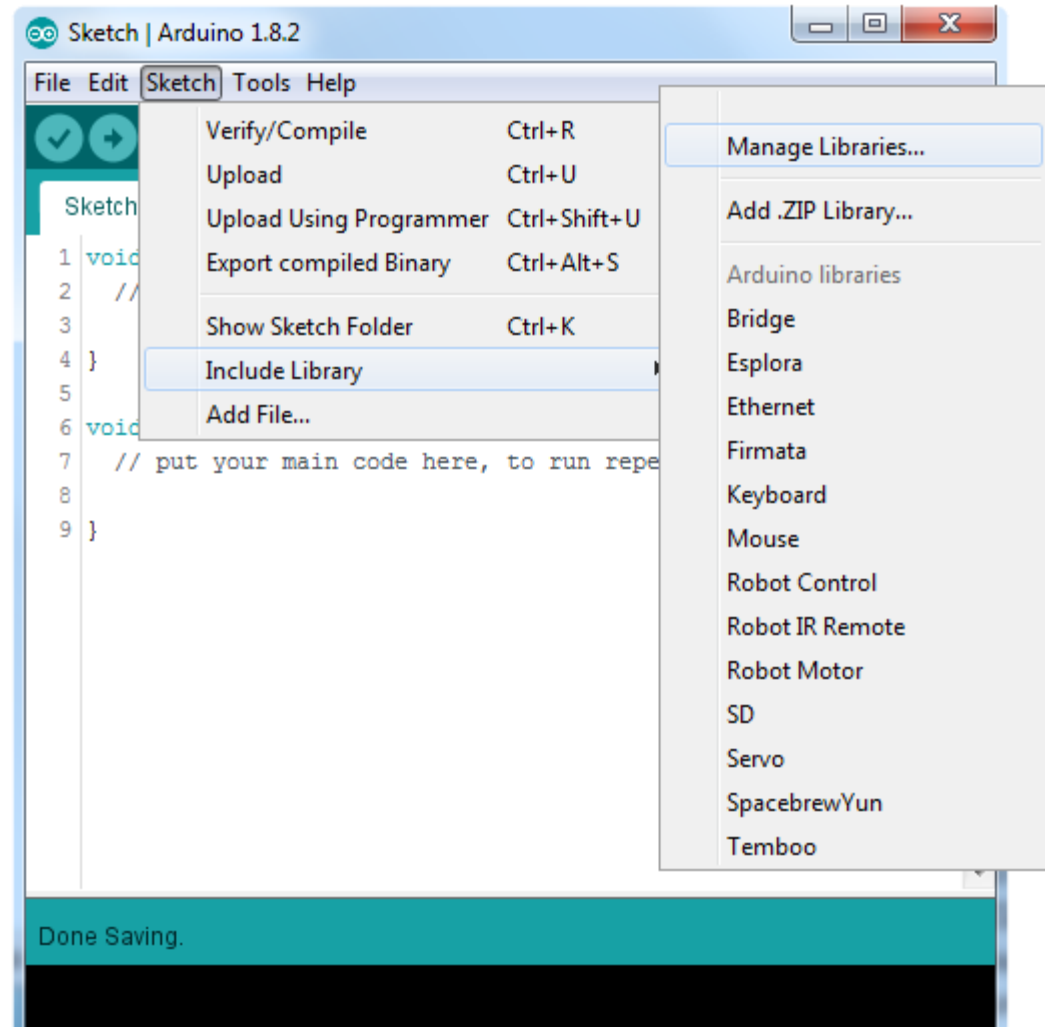 Sketch | Arduino 1.8.2
File Edit Sketch Tools Help
Verify/Compile Ctrl+R
Upload Ctrl+U
Upload Using Programmer Ctrl+Shift+U
Export compiled Binary Ctrl+Alt+S
Show Sketch Folder Ctrl+K
Include Library
Add File...
Manage Libraries...
Add .ZIP Library...
Arduino libraries
Bridge
Esplora
Ethernet
Firmata
Keyboard
Mouse
Robot Control
Robot IR Remote
Robot Motor
SD
Servo
SpacebrewYun
Temboo
Sketch
1 void
2 //
3
4 }
5
6 void
7 // put your main code here, to run repe
8
9 }
Done Saving.